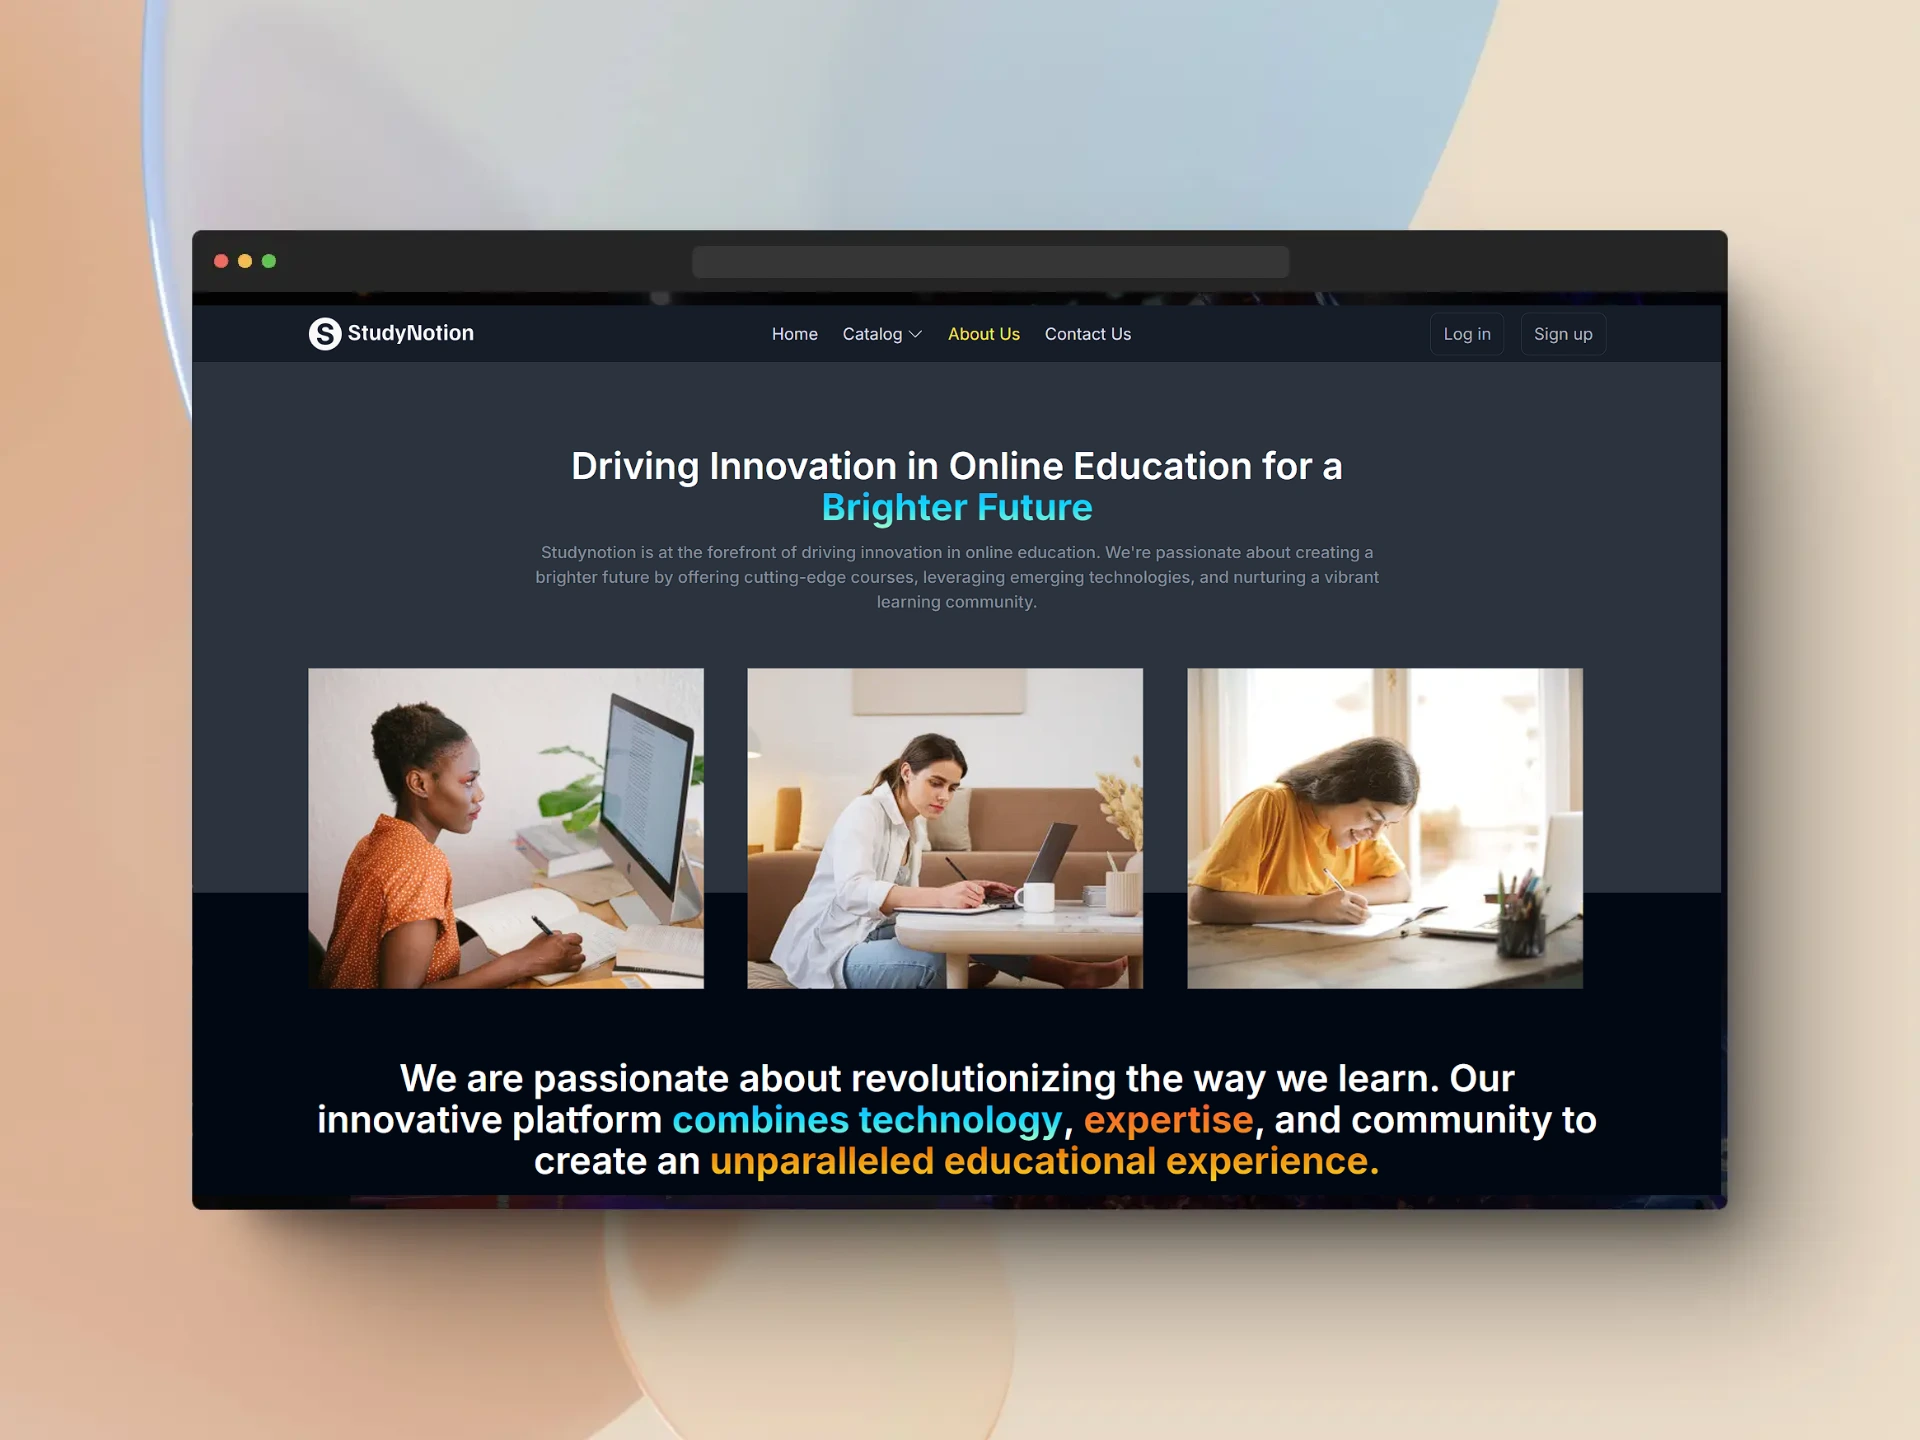 StudyNotion
Home Catalog About Us Contact Us
Log in Sign up
Driving Innovation in Online Education for a
Brighter Future
Studynotion is at the forefront of driving innovation in online education. We're passionate about creating a
brighter future by offering cutting-edge courses, leveraging emerging technologies, and nurturing a vibrant
learning community.
We are passionate about revolutionizing the way we learn. Our
innovative platform combines technology, expertise, and community to
create an unparalleled educational experience.